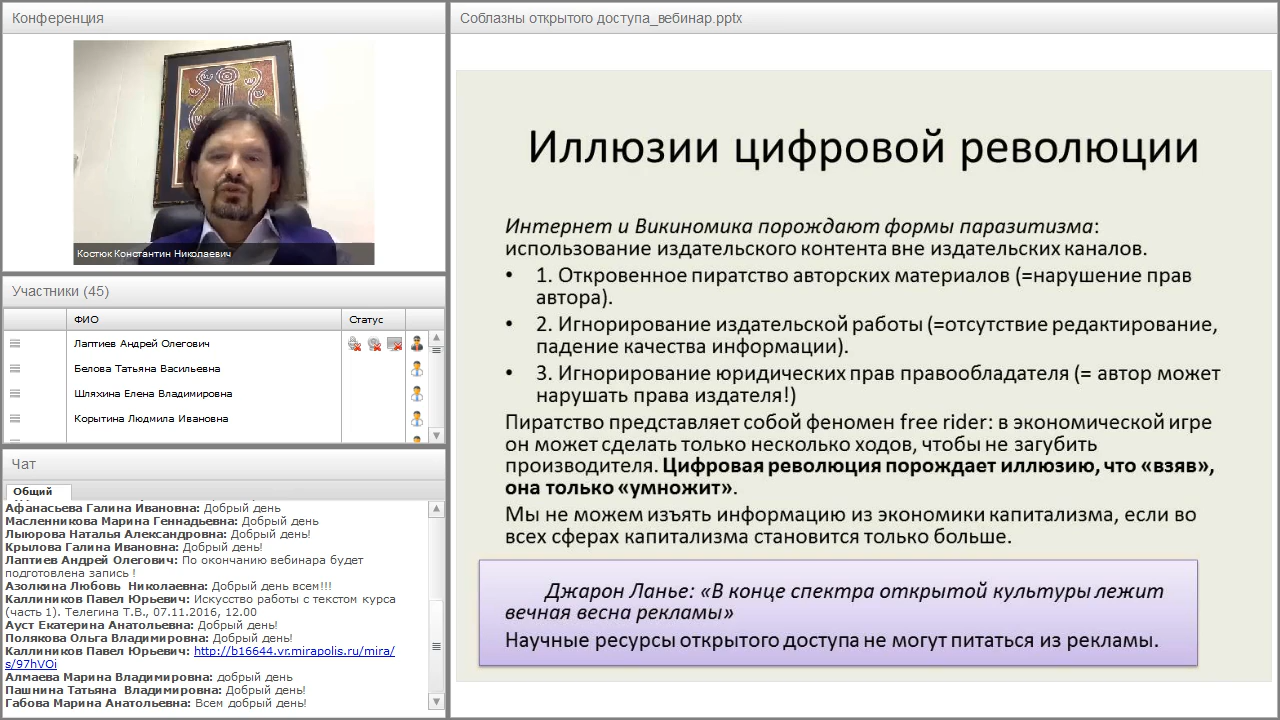 Конференция
Костюк Константин Николаевич
Участники (45)
ФИО
Статус
Лаптиев Андрей Олегович
Белова Татьяна Васильевна
Шляхина Елена Владимировна
Корытина Людмила Ивановна
Чат
Общий
Афанасьева Галина Ивановна: Добрый день
Масленникова Марина Геннадьевна: Добрый день
Лыюрова Наталья Александровна: Добрый день!
Крылова Галина Ивановна: Добрый день!
Лаптиев Андрей Олегович: По окончанию вебинара будет
подготовлена запись !
Азолкина Любовь  Николаевна: Добрый день всем!!!
Каллиников Павел Юрьевич: Искусство работы с текстом курса
(часть 1). Телегина Т.В., 07.11.2016, 12.00
Ауст Екатерина Анатольевна: Добрый день!
Полякова Ольга Владимировна: Добрый день!
Каллиников Павел Юрьевич: http://b16644.vr.mirapolis.ru/mira/
s/97hVOi
Алмаева Марина Владимировна: добрый день
Пашнина Татьяна  Владимировна: Добрый день!
Габова Марина Анатольевна: Всем добрый день!
Соблазны открытого доступа_вебинар.pptx
Иллюзии цифровой революции
Интернет и Викиномика порождают формы паразитизма:
использование издательского контента вне издательских каналов.
• 1. Откровенное пиратство авторских материалов (=нарушение прав
автора).
• 2. Игнорирование издательской работы (=отсутствие редактирование,
падение качества информации).
• 3. Игнорирование юридических прав правообладателя (= автор может
нарушать права издателя!)
Пиратство представляет собой феномен free rider: в экономической игре
он может сделать только несколько ходов, чтобы не загубить
производителя. Цифровая революция порождает иллюзию, что «взяв»,
она только «умножит».
Мы не можем изъять информацию из экономики капитализма, если во
всех сферах капитализма становится только больше.
Джарон Ланье: «В конце спектра открытой культуры лежит
вечная весна рекламы»
Научные ресурсы открытого доступа не могут питаться из рекламы.